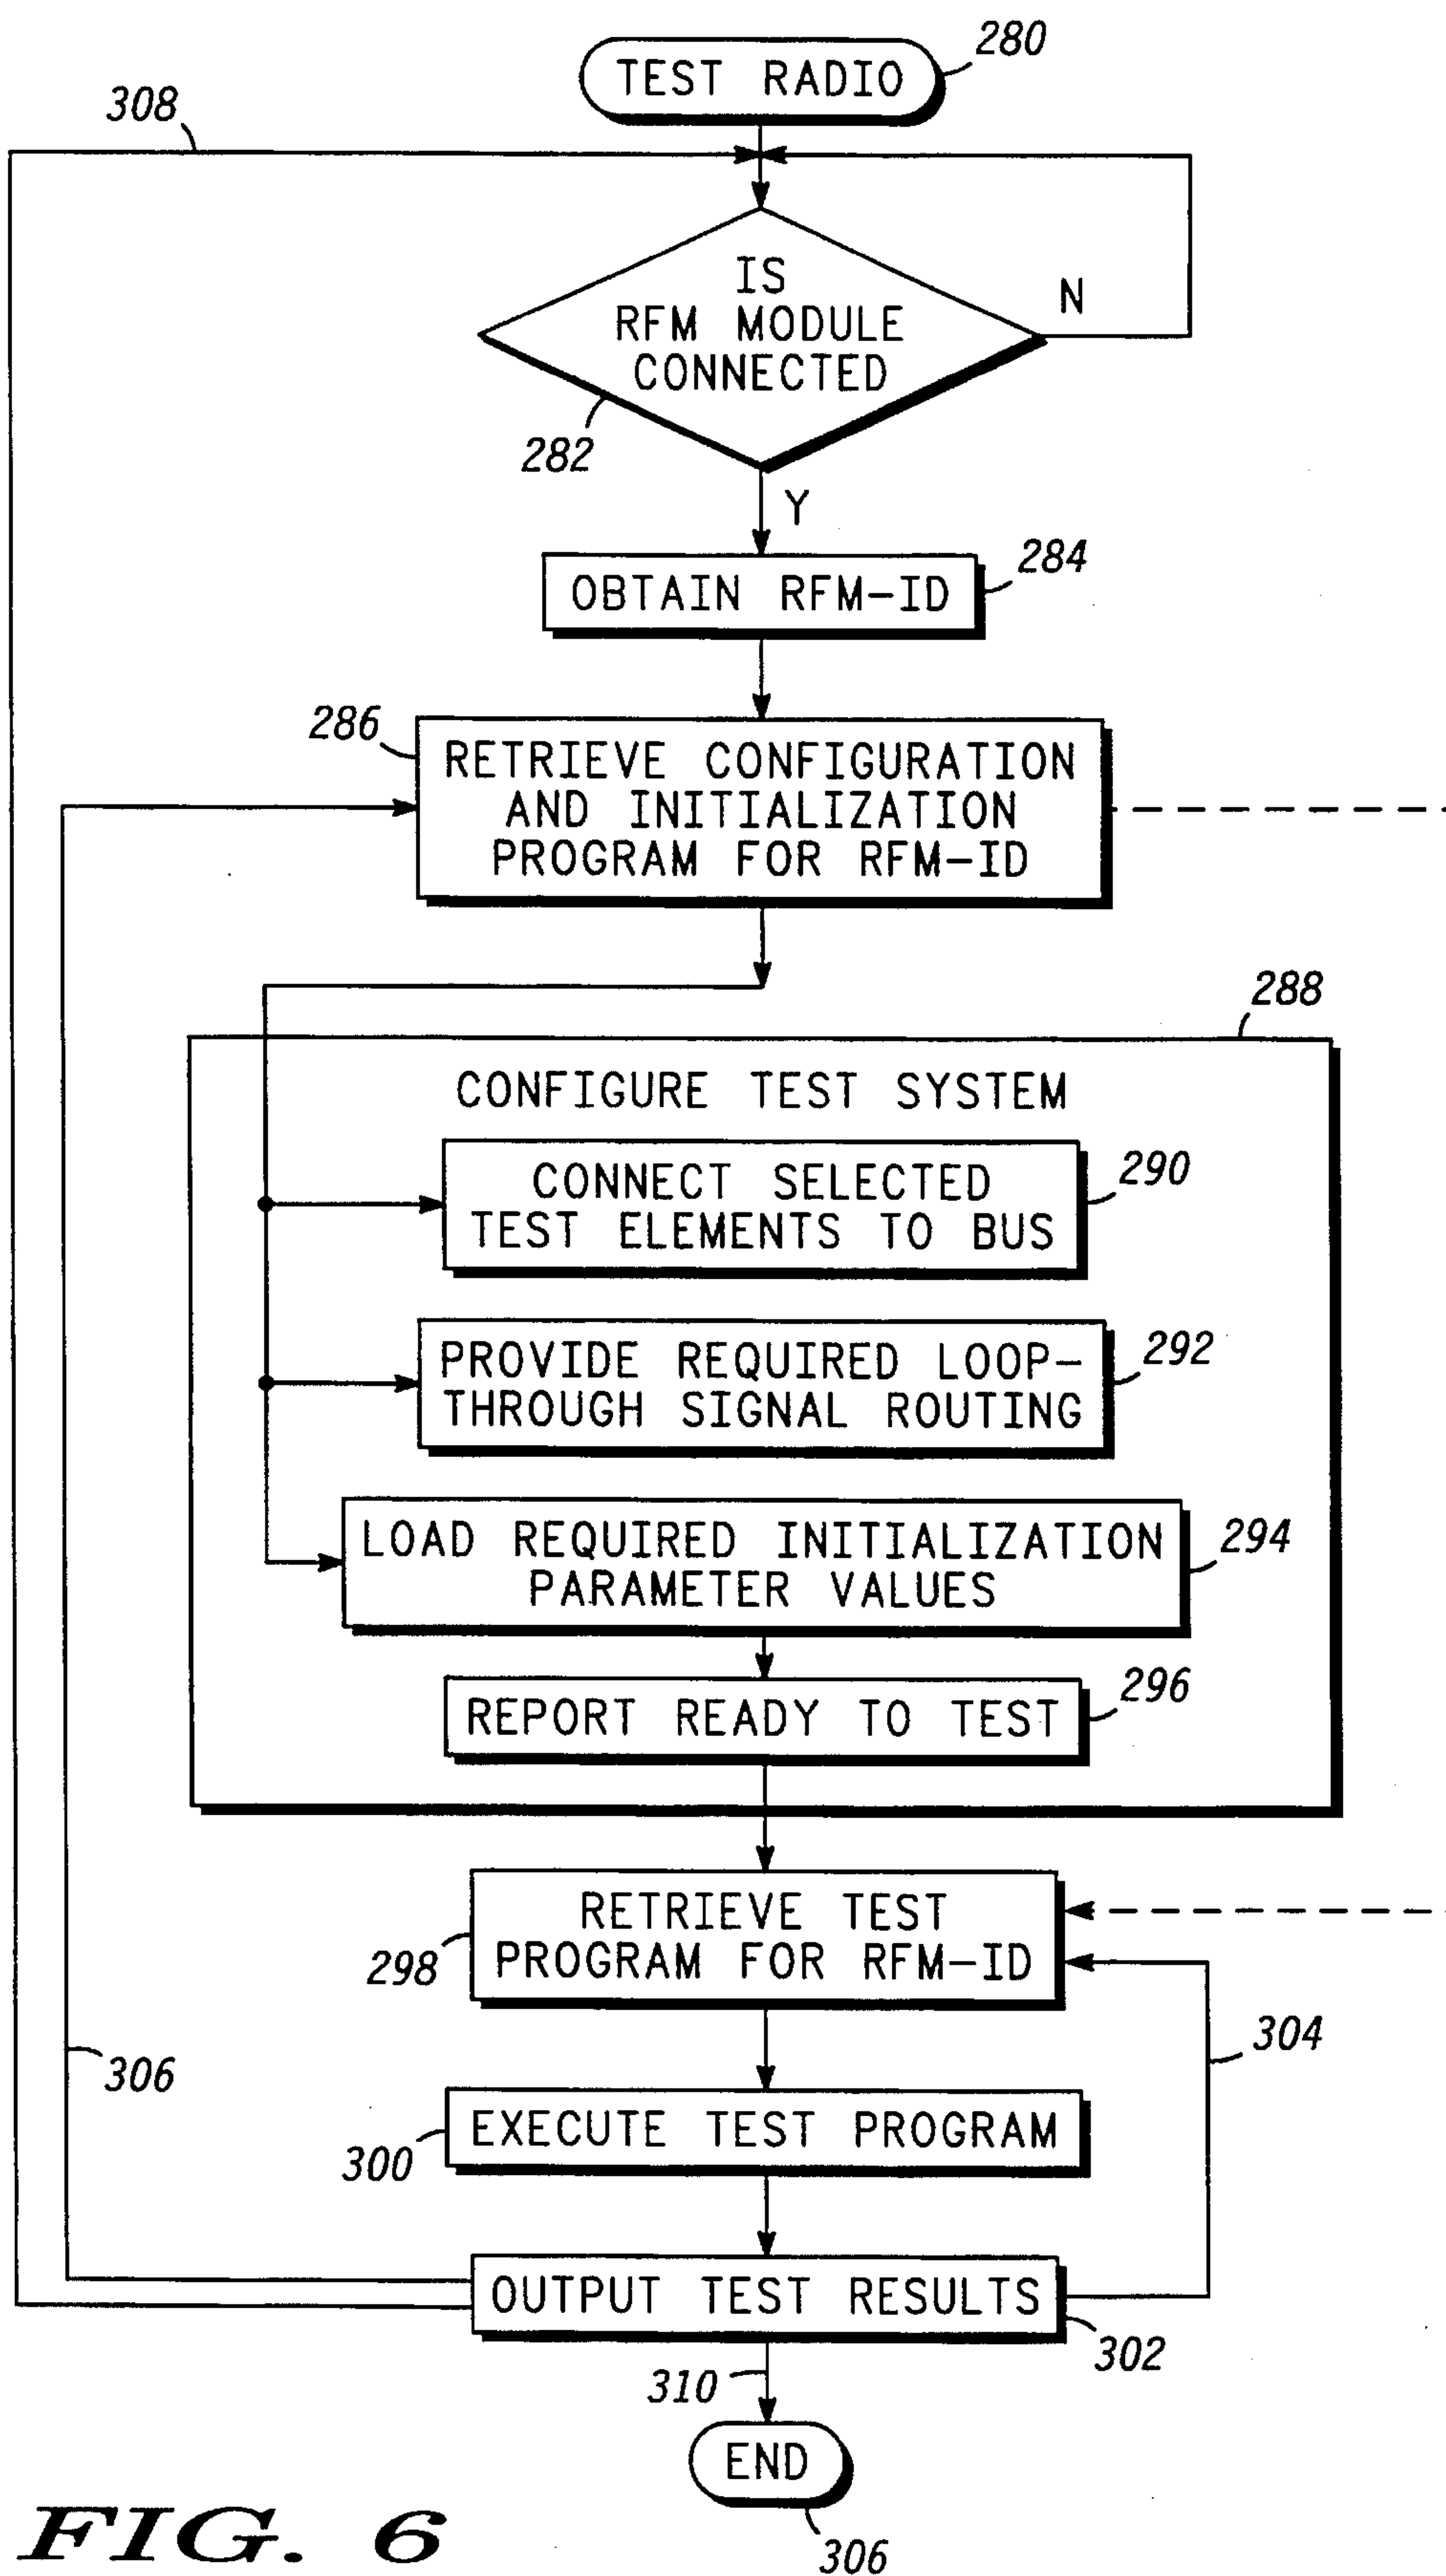 TEST RADIO
280
308
IS
RFM MODULE
CONNECTED
N
282
Y
284
OBTAIN RFM-ID
286
RETRIEVE CONFIGURATION
AND INITIALIZATION
PROGRAM FOR RFM-ID
288
CONFIGURE TEST SYSTEM
290
CONNECT SELECTED
TEST ELEMENTS TO BUS
292
PROVIDE REQUIRED LOOP-
THROUGH SIGNAL ROUTING
294
LOAD REQUIRED INITIALIZATION
PARAMETER VALUES
296
REPORT READY TO TEST
RETRIEVE TEST
PROGRAM FOR RFM-ID
298
304
306
EXECUTE TEST PROGRAM
300
OUTPUT TEST RESULTS
302
310
END
306
FIG. 6